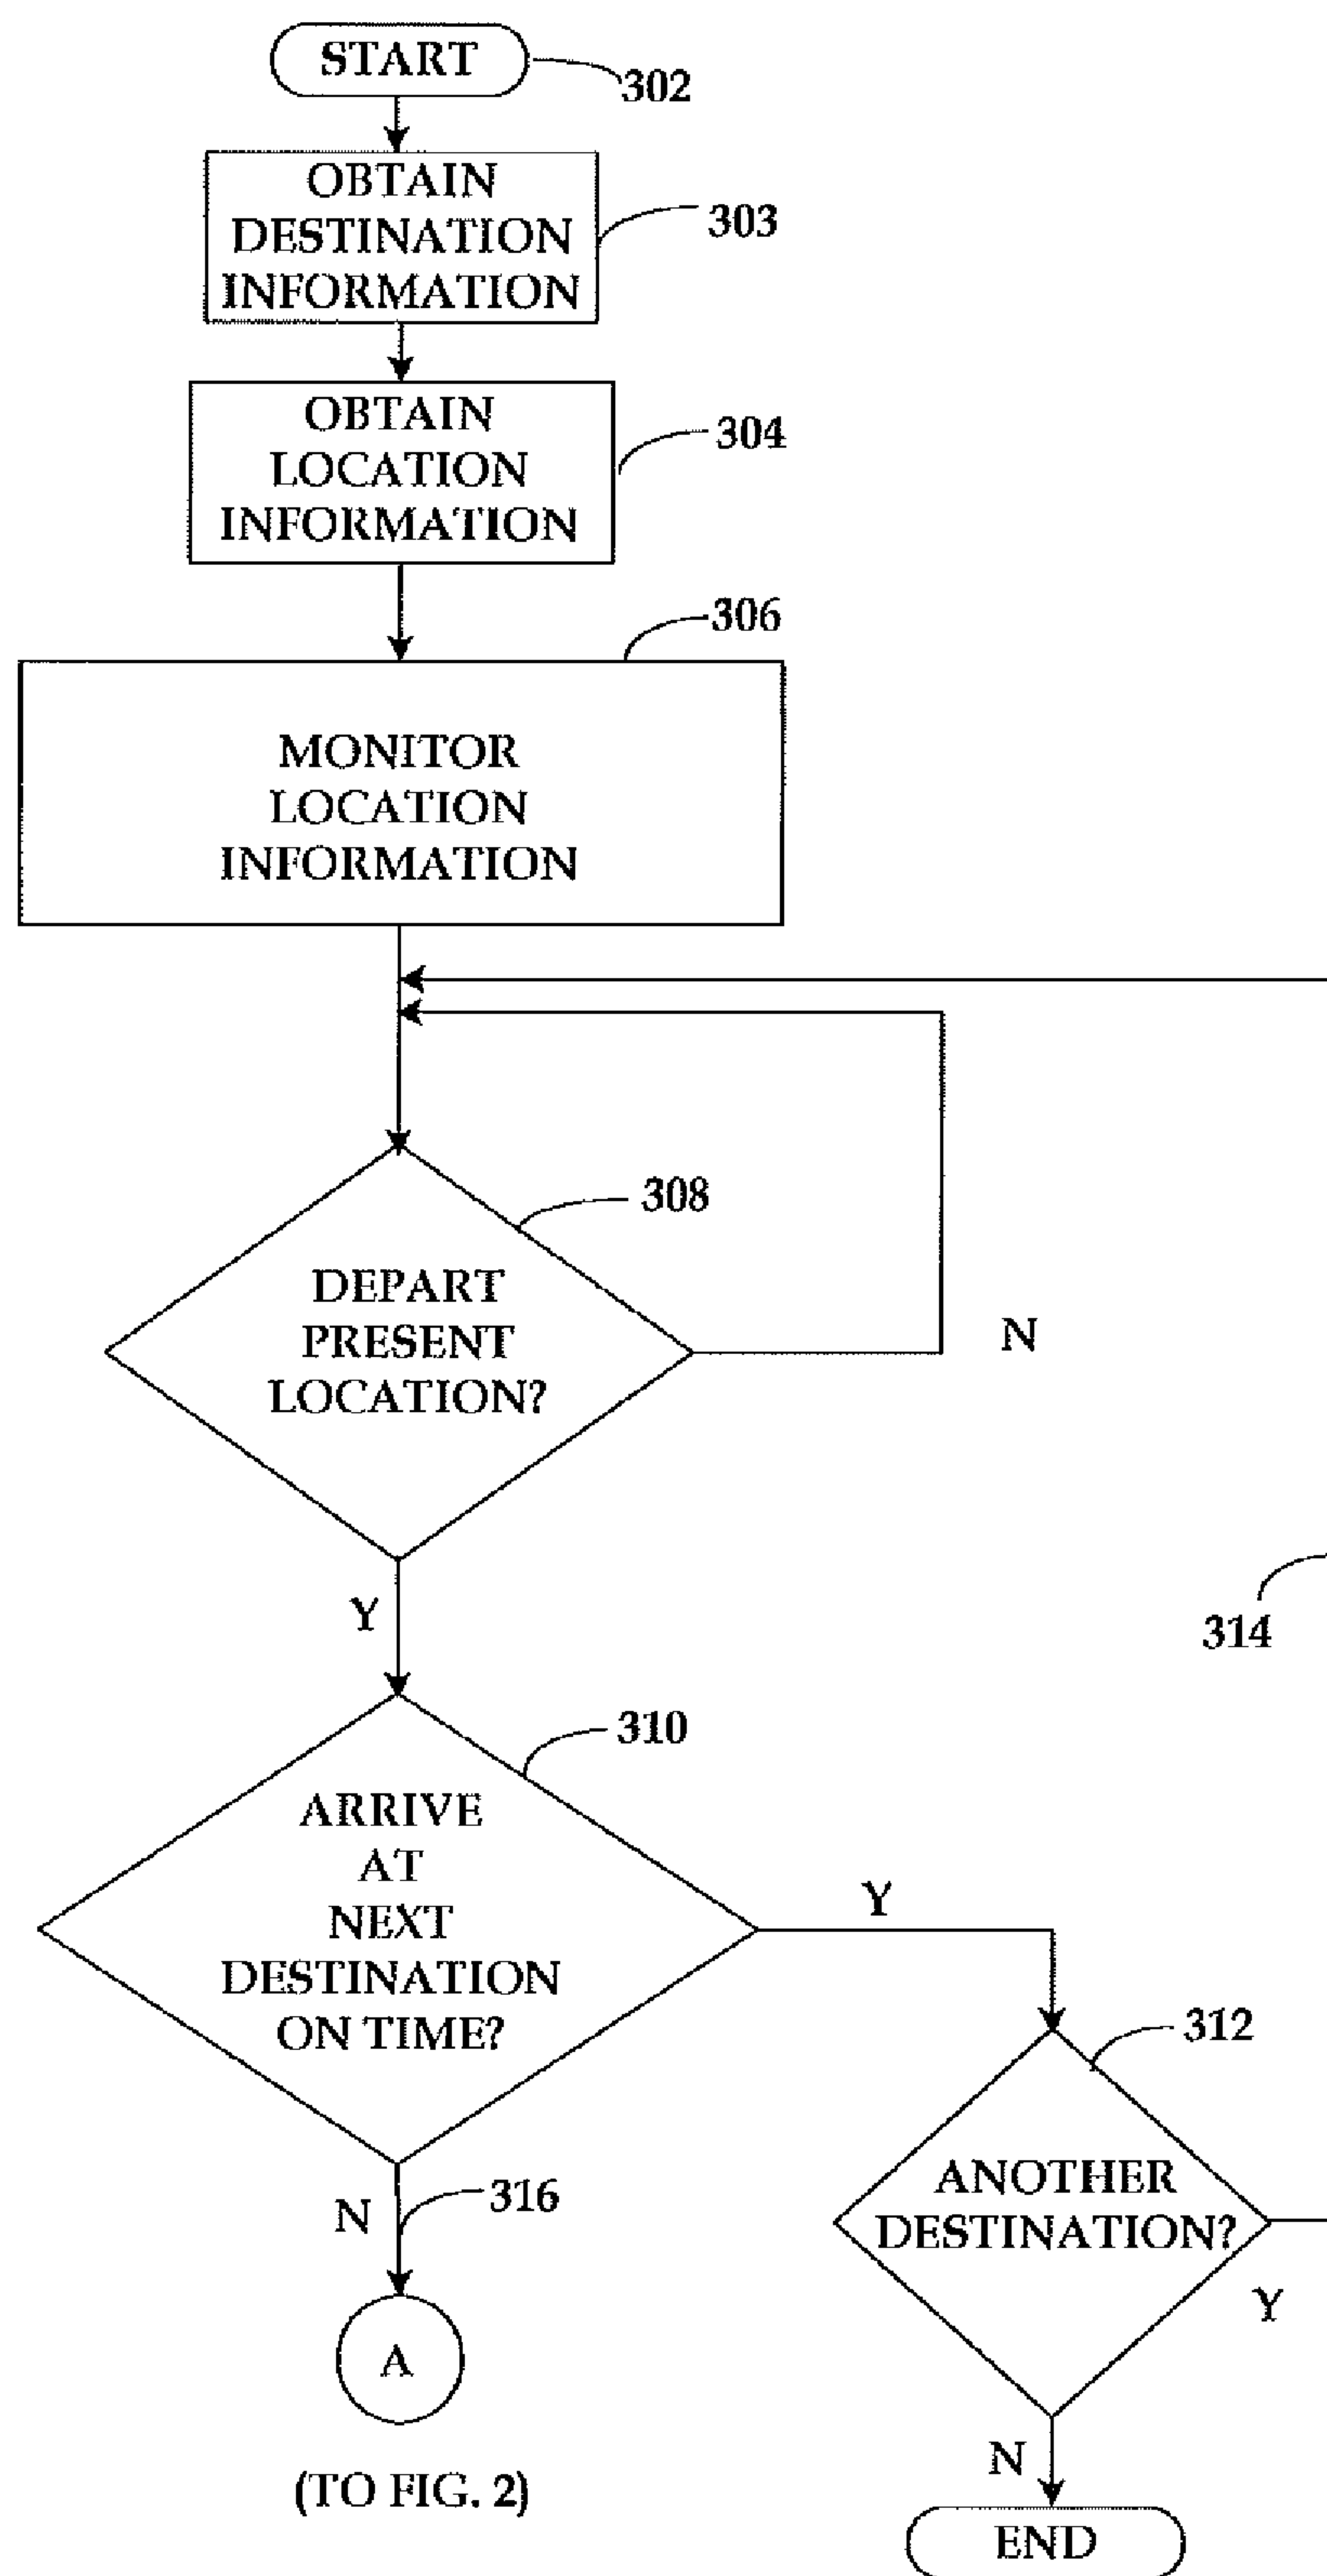 START
302
OBTAIN
DESTINATION
INFORMATION
303
OBTAIN
LOCATION
INFORMATION
304
306
MONITOR
LOCATION
INFORMATION
308
DEPART
PRESENT
LOCATION?
N
Y
314
310
ARRIVE
AT
NEXT
DESTINATION
ON TIME?
Y
312
ANOTHER
DESTINATION?
Y
N
316
A
(TO FIG. 2)
N
END